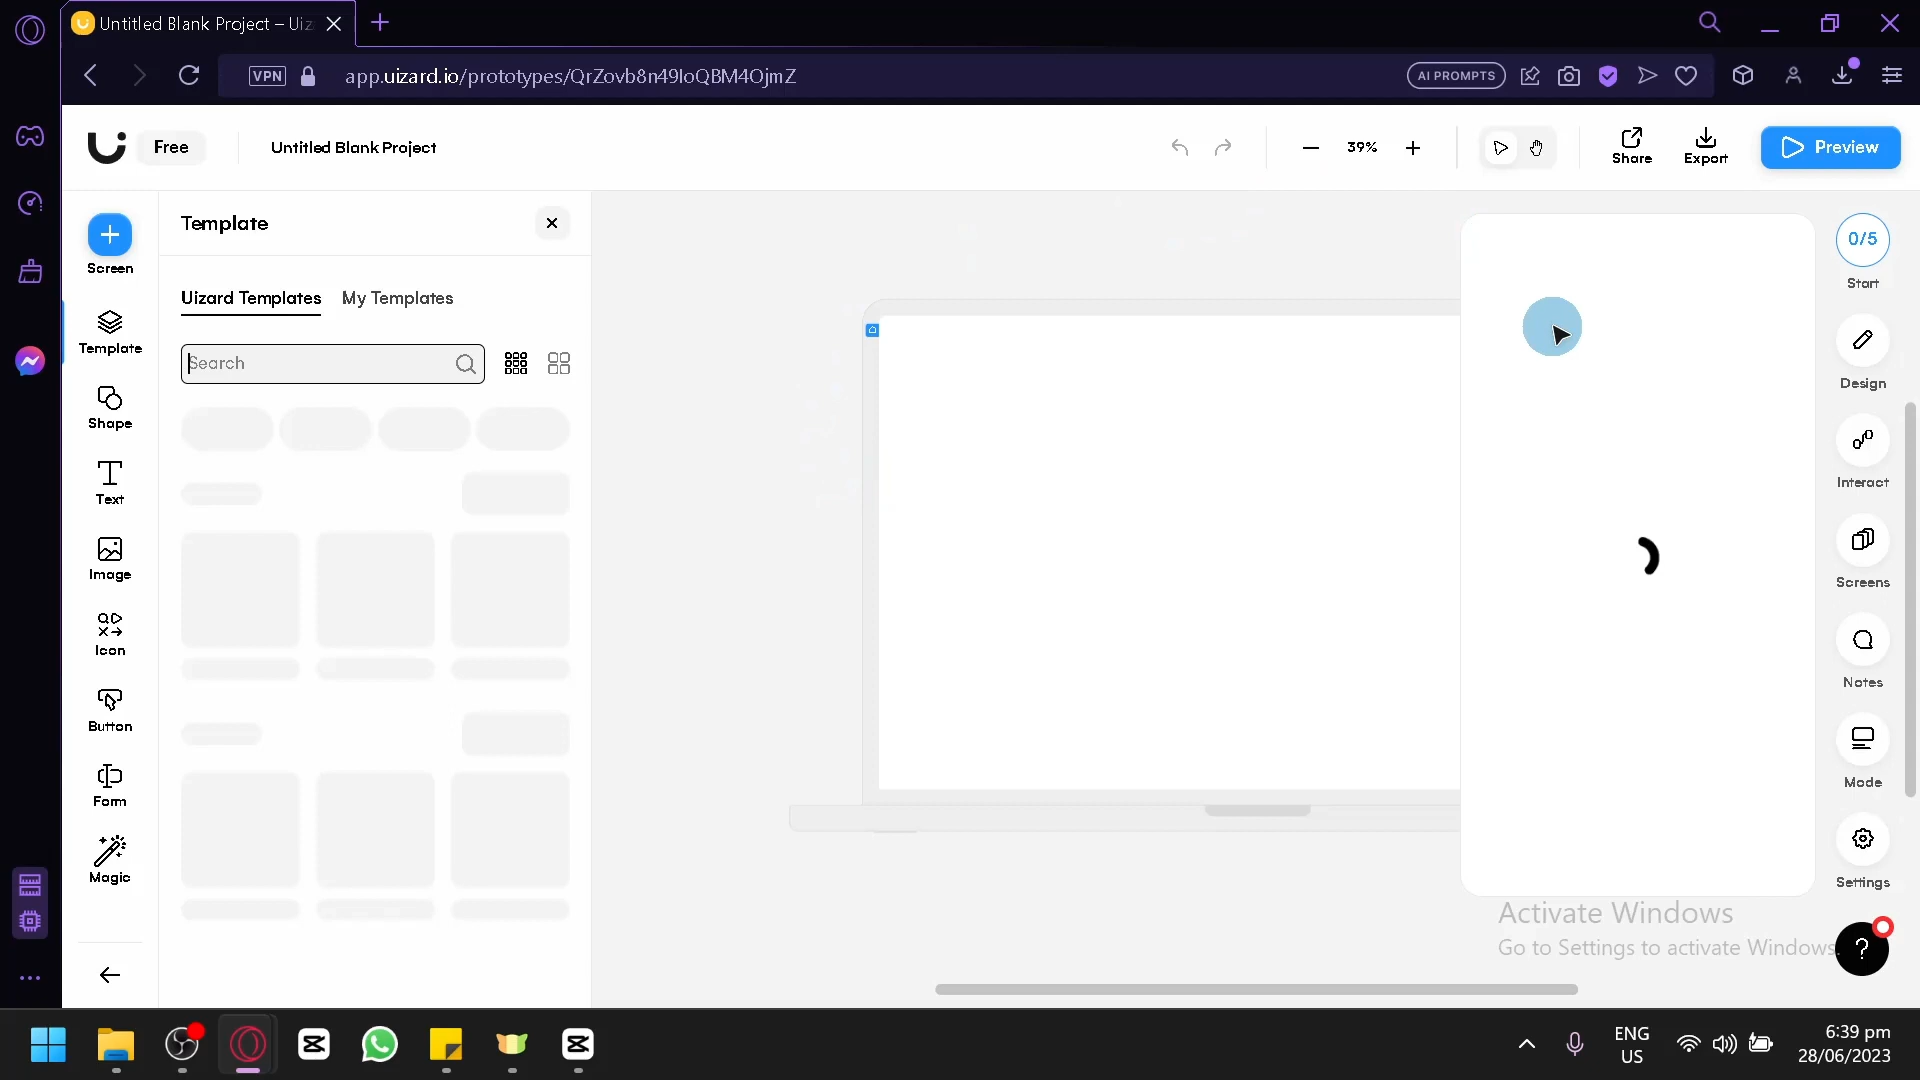 Untitled Blank Project – Uiz
VPN
app.uizard.io/prototypes/QrZovb8n49loQBM4OjmZ
AI PROMPTS
Free
Untitled Blank Project
39%
Share
Export
Preview
Screen
Template
Shape
Text
Image
Icon
Button
Form
Magic
Template
Uizard Templates
My Templates
Search
0/5
Start
Design
Interact
Screens
Notes
Mode
Settings
?
Activate Windows
Go to Settings to activate Windows.
ENG
US
6:39 pm
28/06/2023